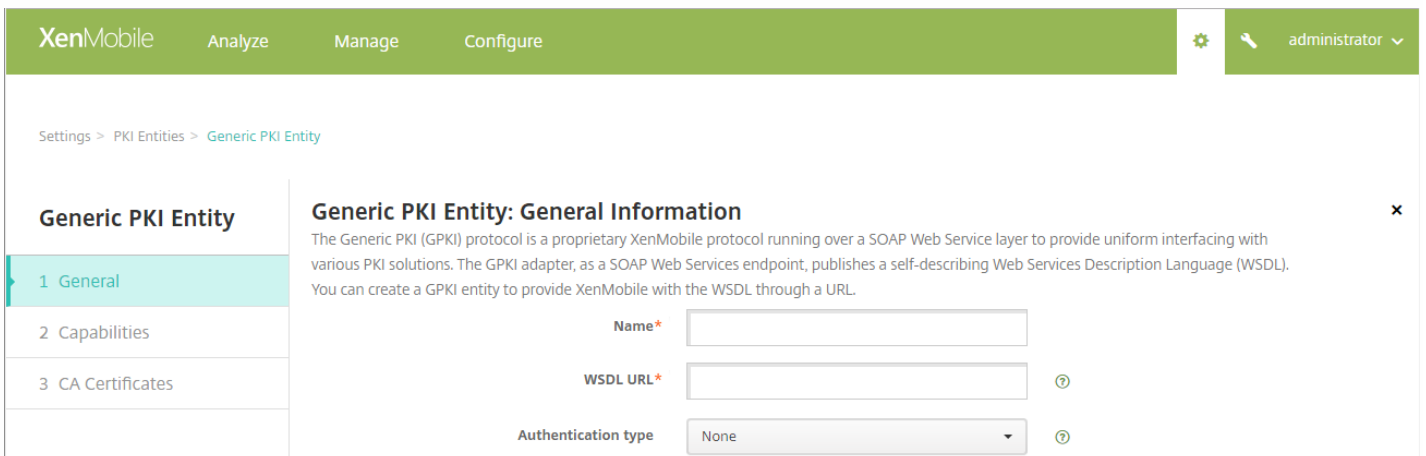 XenMobile Analyze Manage Configure administrator
Settings > PKI Entities > Generic PKI Entity
Generic PKI Entity
1 General
2 Capabilities
3 CA Certificates
Generic PKI Entity: General Information
The Generic PKI (GPKI) protocol is a proprietary XenMobile protocol running over a SOAP Web Service layer to provide uniform interfacing with
various PKI solutions. The GPKI adapter, as a SOAP Web Services endpoint, publishes a self-describing Web Services Description Language (WSDL).
You can create a GPKI entity to provide XenMobile with the WSDL through a URL.
Name*
WSDL URL*
Authentication type None